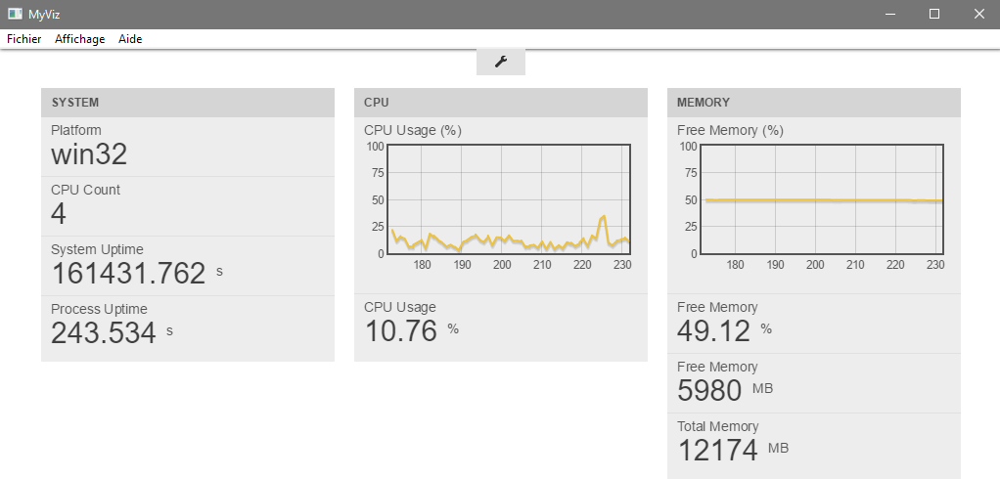 MyViz
Fichier Affichage Aide
SYSTEM
Platform
win32
CPU Count
4
System Uptime
161431.762 s
Process Uptime
243.534 s
CPU
CPU Usage (%)
100
75
50
25
0
180 190 200 210 220 230
CPU Usage
10.76 %
MEMORY
Free Memory (%)
100
75
50
25
0
180 190 200 210 220 230
Free Memory
49.12 %
Free Memory
5980 MB
Total Memory
12174 MB